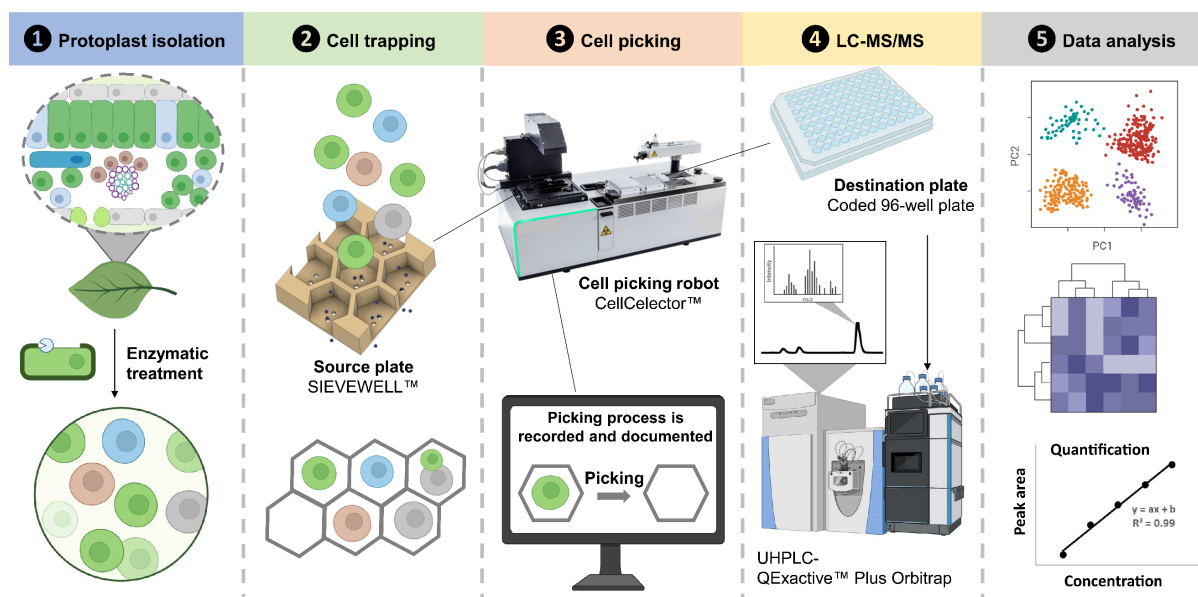 1 Protoplast isolation
Enzymatic
treatment
2 Cell trapping
Source plate
SIEVEWELL™
3 Cell picking
Cell picking robot
CellCelector™
Picking process is
recorded and documented
Picking
4 LC-MS/MS
Destination plate
Coded 96-well plate
Intensity
m/z
UHPLC-
QExactive™ Plus Orbitrap
5 Data analysis
PC2
PC1
Quantification
Peak area
y = ax + b
R² = 0.99
Concentration